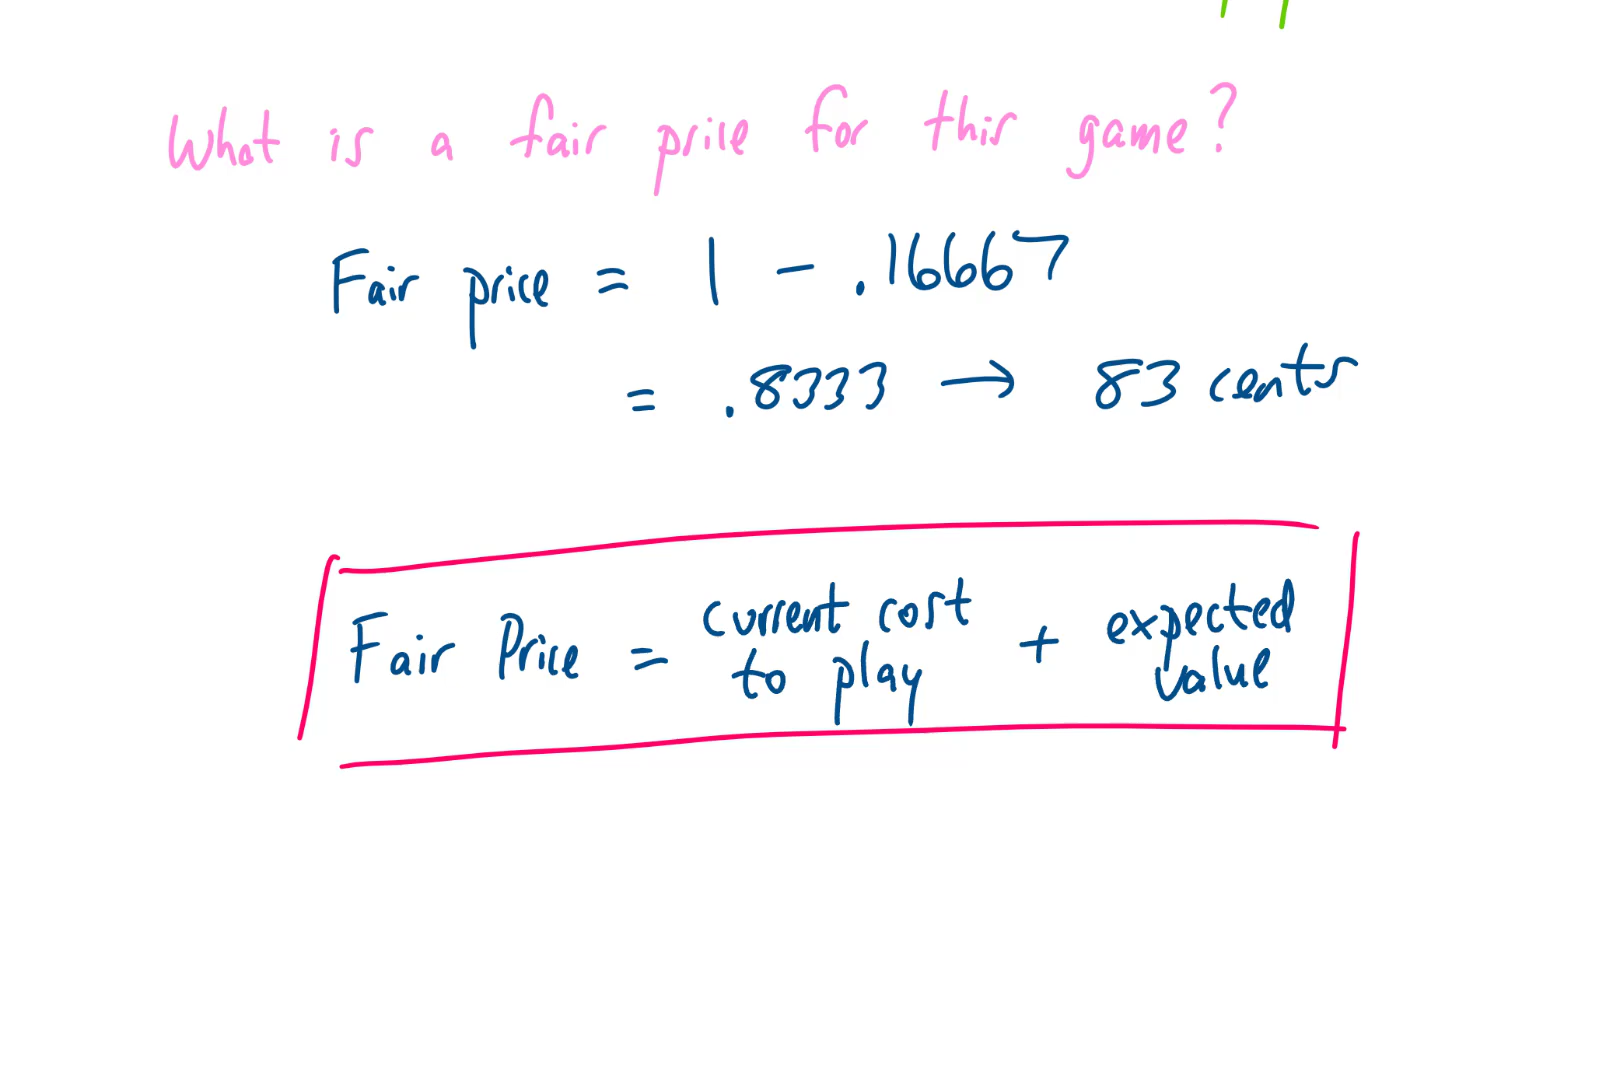 What is a fair price for this game?
Fair price = 1 - .16667
= .8333 → 83 cents
Fair Price = current cost to play + expected value